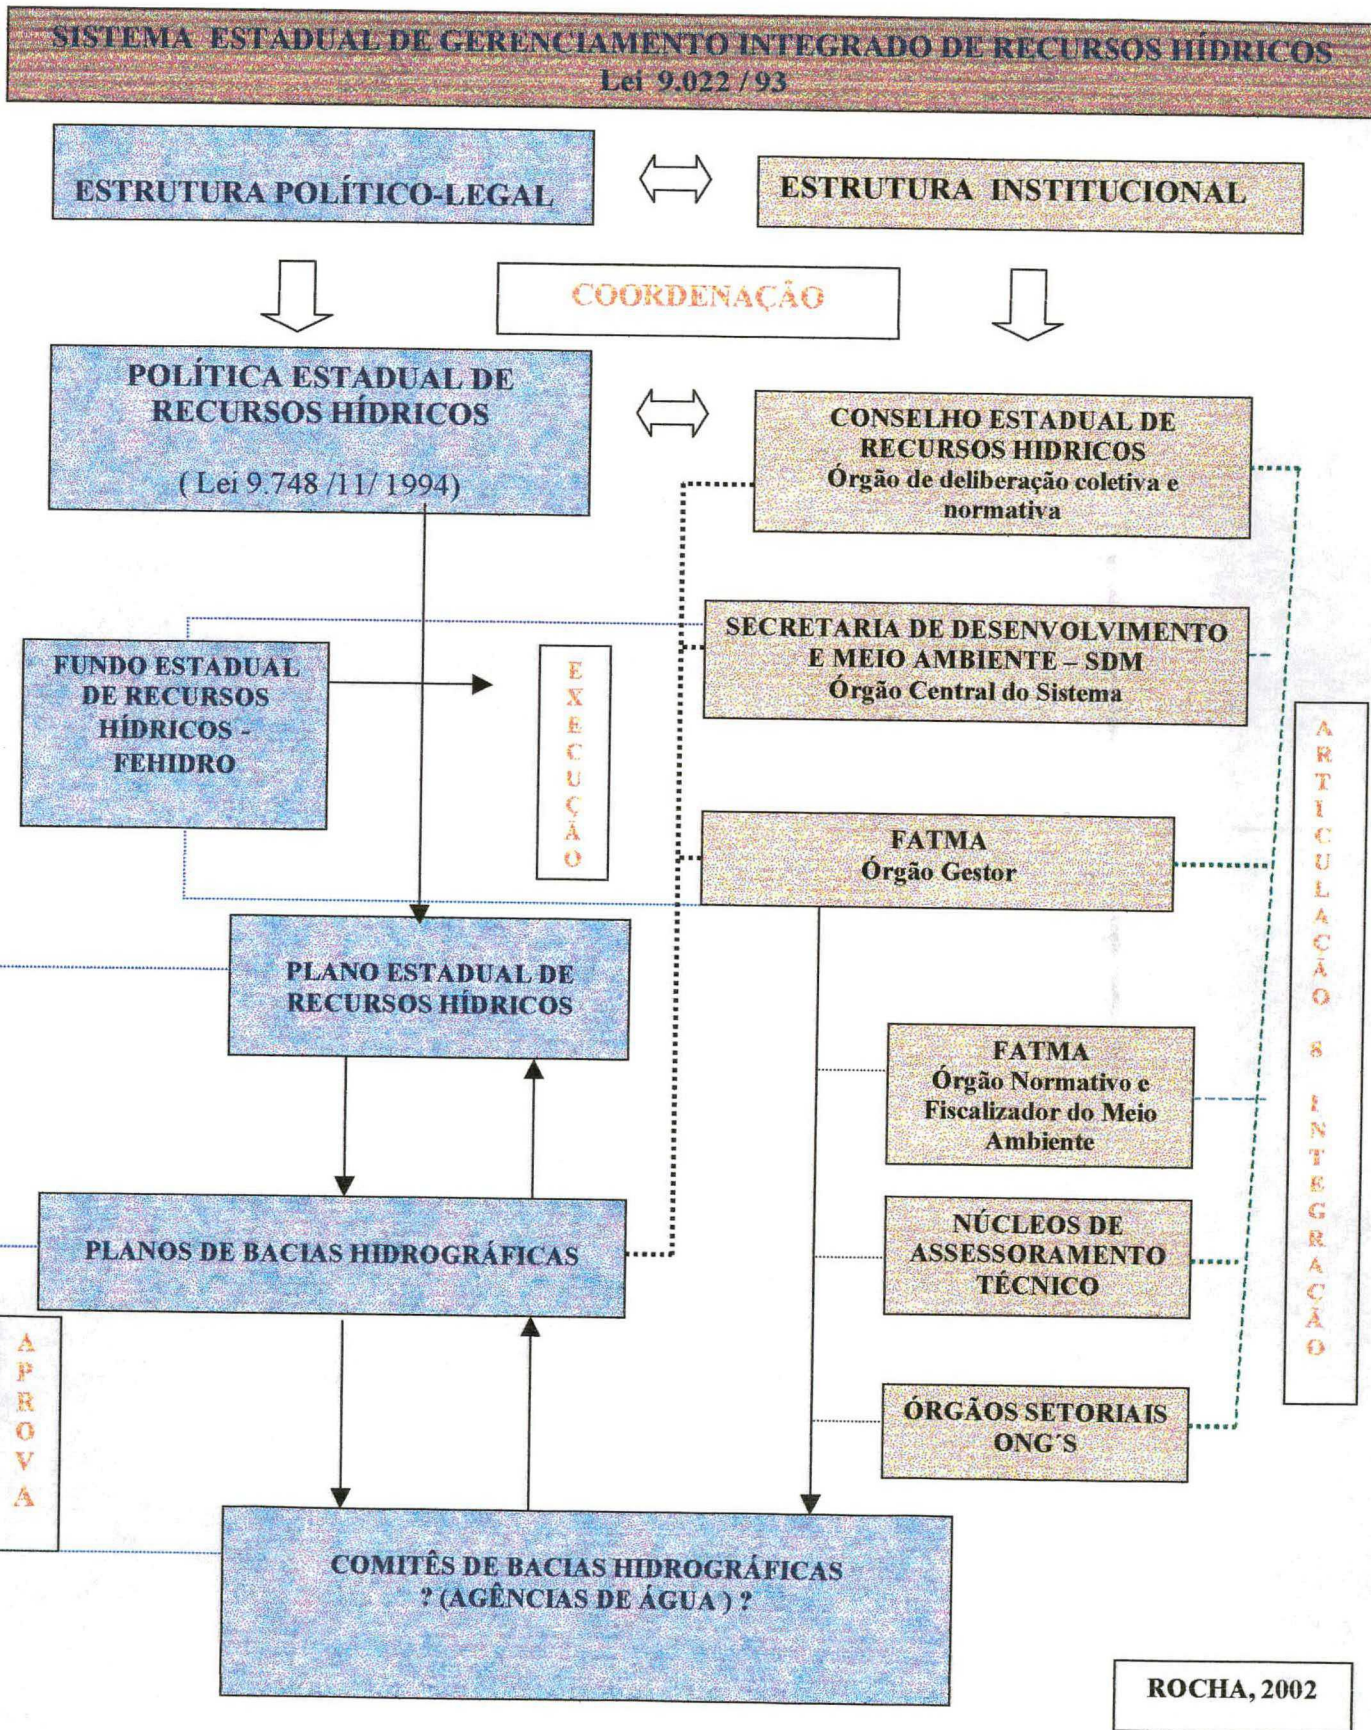 SISTEMA ESTADUAL DE GERENCIAMENTO INTEGRADO DE RECURSOS HÍDRICOS
Lei 9.022 / 93
ESTRUTURA POLÍTICO-LEGAL
ESTRUTURA INSTITUCIONAL
COORDENAÇÃO
POLÍTICA ESTADUAL DE
RECURSOS HÍDRICOS
( Lei 9.748 /11/ 1994)
CONSELHO ESTADUAL DE
RECURSOS HIDRICOS
Órgão de deliberação coletiva e
normativa
SECRETARIA DE DESENVOLVIMENTO
E MEIO AMBIENTE – SDM
Órgão Central do Sistema
FUNDO ESTADUAL
DE RECURSOS
HÍDRICOS -
FEHIDRO
EXECUÇÃO
FATMA
Órgão Gestor
ARTICULAÇÃO S INTEGRACÃO
PLANO ESTADUAL DE
RECURSOS HÍDRICOS
FATMA
Órgão Normativo e
Fiscalizador do Meio
Ambiente
PLANOS DE BACIAS HIDROGRÁFICAS
NÚCLEOS DE
ASSESSORAMENTO
TÉCNICO
APROVA
ÓRGÃOS SETORIAIS
ONG´S
COMITÊS DE BACIAS HIDROGRÁFICAS
? (AGÊNCIAS DE ÁGUA ) ?
ROCHA, 2002